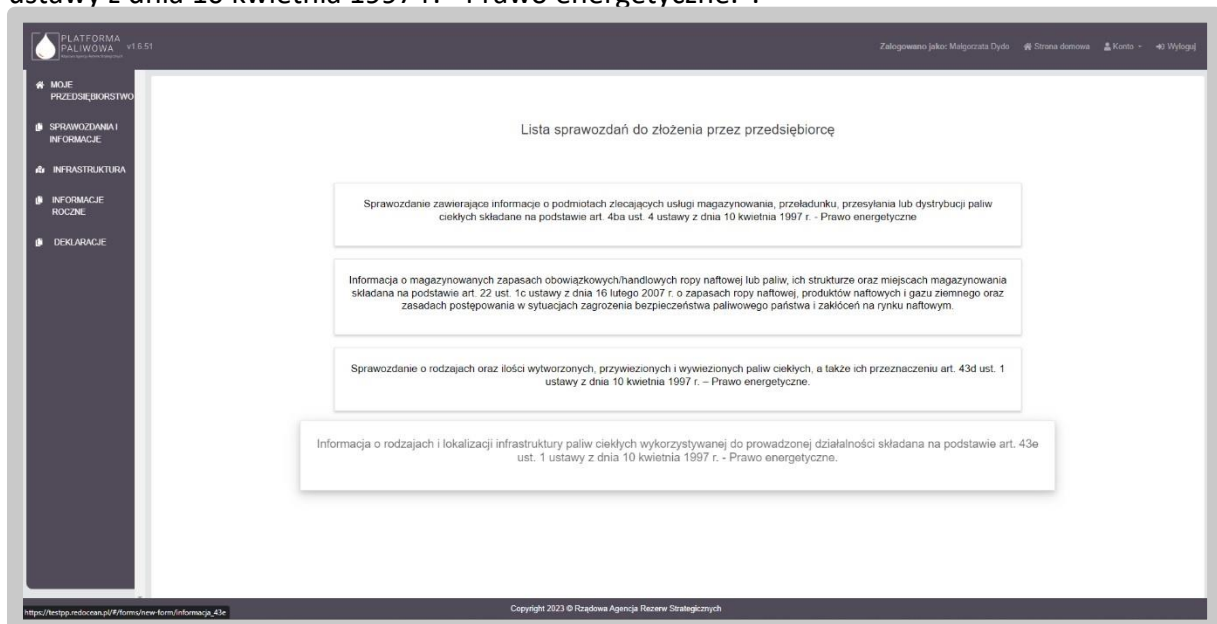 ustawy z dnia 10 kwietnia 1997 r. - Prawo energetyczne.".
PLATFORMA
PALIWOWA v1.6.51
Zalogowano jako: Małgorzata Dydo Strona domowa Konto Wyloguj
MOJE
PRZEDSIĘBIORSTWO
SPRAWOZDANIA I
INFORMACJE
INFRASTRUKTURA
INFORMACJE
ROCZNE
DEKLARACJE
Lista sprawozdań do złożenia przez przedsiębiorcę
Sprawozdanie zawierające informacje o podmiotach zlecających usługi magazynowania, przeładunku, przesyłania lub dystrybucji paliw
ciekłych składane na podstawie art. 4ba ust. 4 ustawy z dnia 10 kwietnia 1997 r. - Prawo energetyczne
Informacja o magazynowanych zapasach obowiązkowych/handlowych ropy naftowej lub paliw, ich strukturze oraz miejscach magazynowania
składana na podstawie art. 22 ust. 1c ustawy z dnia 16 lutego 2007 r. o zapasach ropy naftowej, produktów naftowych i gazu ziemnego oraz
zasadach postępowania w sytuacjach zagrożenia bezpieczeństwa paliwowego państwa i zakłóceń na rynku naftowym.
Sprawozdanie o rodzajach oraz ilości wytworzonych, przywiezionych i wywiezionych paliw ciekłych, a także ich przeznaczeniu art. 43d ust. 1
ustawy z dnia 10 kwietnia 1997 r. – Prawo energetyczne.
Informacja o rodzajach i lokalizacji infrastruktury paliw ciekłych wykorzystywanej do prowadzonej działalności składana na podstawie art. 43e
ust. 1 ustawy z dnia 10 kwietnia 1997 r. - Prawo energetyczne.
https://testpp.redocean.pl/#/forms/new-form/informacja_43e
Copyright 2023 © Rządowa Agencja Rezerw Strategicznych